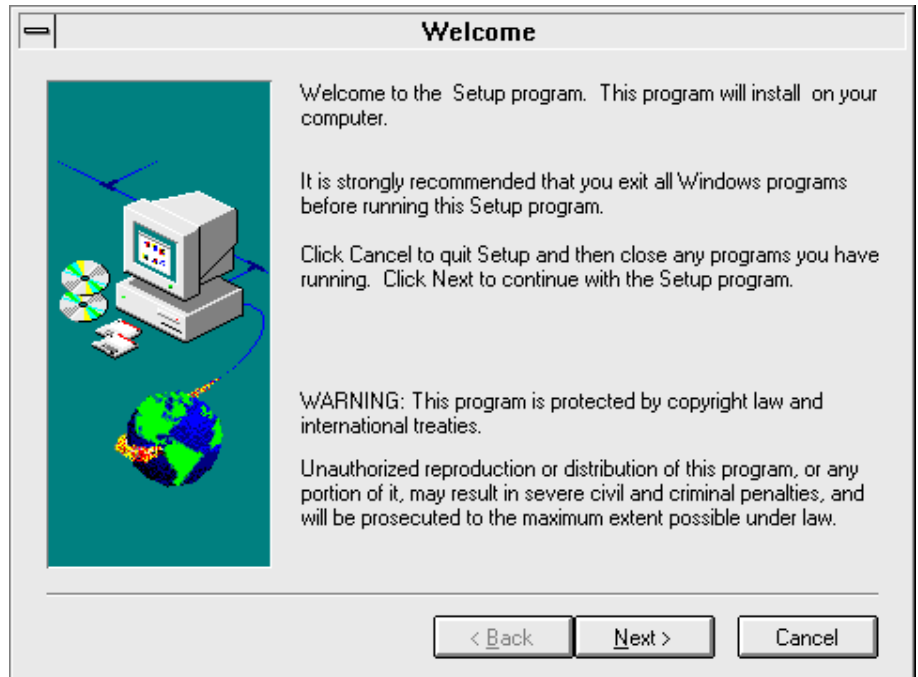 Welcome
Welcome to the  Setup program.  This program will install  on your
computer.
It is strongly recommended that you exit all Windows programs
before running this Setup program.
Click Cancel to quit Setup and then close any programs you have
running.  Click Next to continue with the Setup program.
WARNING: This program is protected by copyright law and
international treaties.
Unauthorized reproduction or distribution of this program, or any
portion of it, may result in severe civil and criminal penalties, and
will be prosecuted to the maximum extent possible under law.
< Back
Next >
Cancel